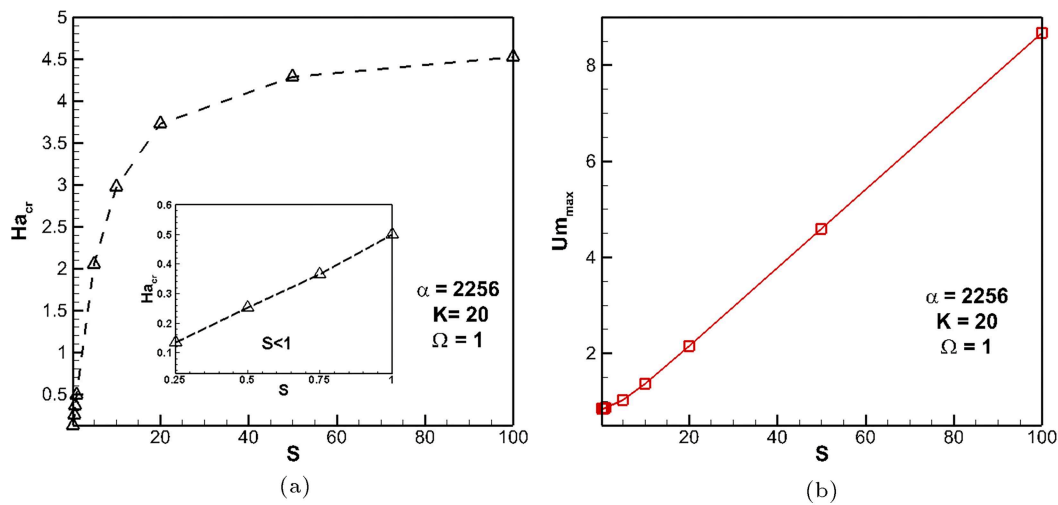 5
4.5
4
3.5
3
2.5
2
1.5
1
0.5
Ha_cr
20
40
60
80
100
S
0.6
0.5
0.4
0.3
0.2
0.1
Ha_cr
0.25
0.5
0.75
1
S
S<1
α = 2256
K= 20
Ω = 1
(a)
8
6
4
2
Um_max
20
40
60
80
100
S
α = 2256
K = 20
Ω = 1
(b)